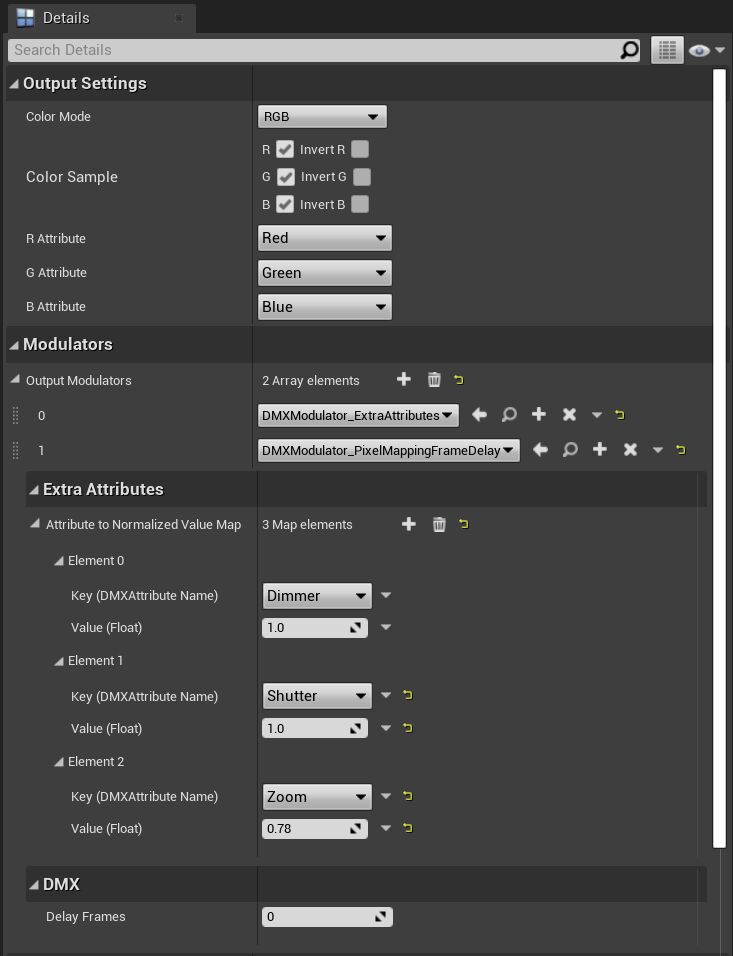 Details
Search Details
Output Settings
Color Mode RGB
R Invert R
Color Sample G Invert G
B Invert B
R Attribute Red
G Attribute Green
B Attribute Blue
Modulators
Output Modulators 2 Array elements
0 DMXModulator_ExtraAttributes
1 DMXModulator_PixelMappingFrameDelay
Extra Attributes
Attribute to Normalized Value Map 3 Map elements
Element 0
Key (DMXAttribute Name) Dimmer
Value (Float) 1.0
Element 1
Key (DMXAttribute Name) Shutter
Value (Float) 1.0
Element 2
Key (DMXAttribute Name) Zoom
Value (Float) 0.78
DMX
Delay Frames 0